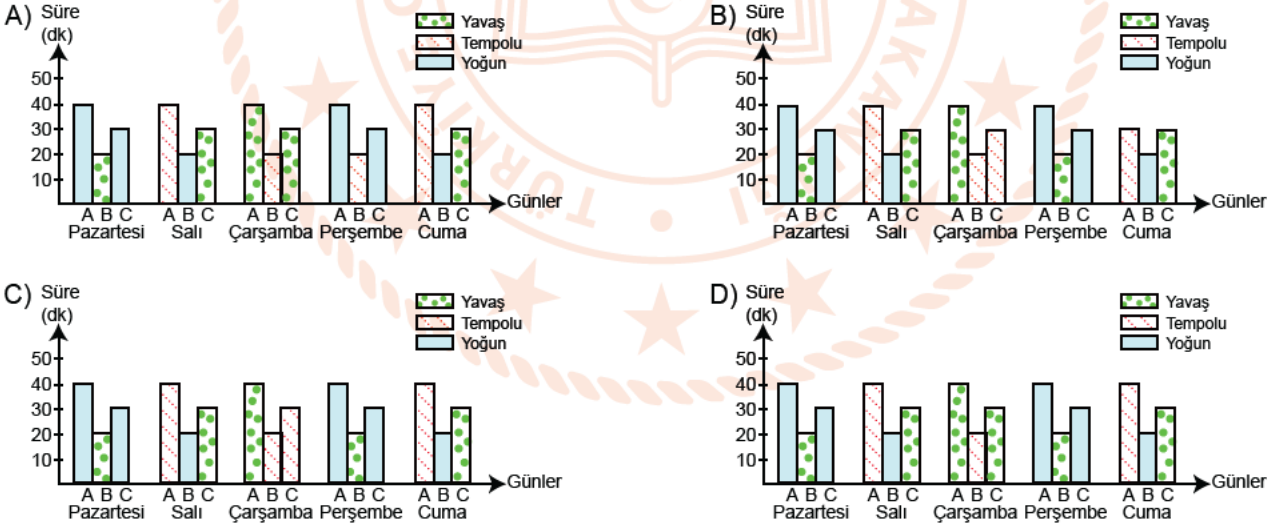 A) Süre
(dk)
Yavaş
Tempolu
Yoğun
50
40
30
20
10
A B C A B C A B C A B C A B C
Pazartesi Salı Çarşamba Perşembe Cuma
Günler
B) Süre
(dk)
Yavaş
Tempolu
Yoğun
50
40
30
20
10
A B C A B C A B C A B C A B C
Pazartesi Salı Çarşamba Perşembe Cuma
Günler
C) Süre
(dk)
Yavaş
Tempolu
Yoğun
50
40
30
20
10
A B C A B C A B C A B C A B C
Pazartesi Salı Çarşamba Perşembe Cuma
Günler
D) Süre
(dk)
Yavaş
Tempolu
Yoğun
50
40
30
20
10
A B C A B C A B C A B C A B C
Pazartesi Salı Çarşamba Perşembe Cuma
Günler